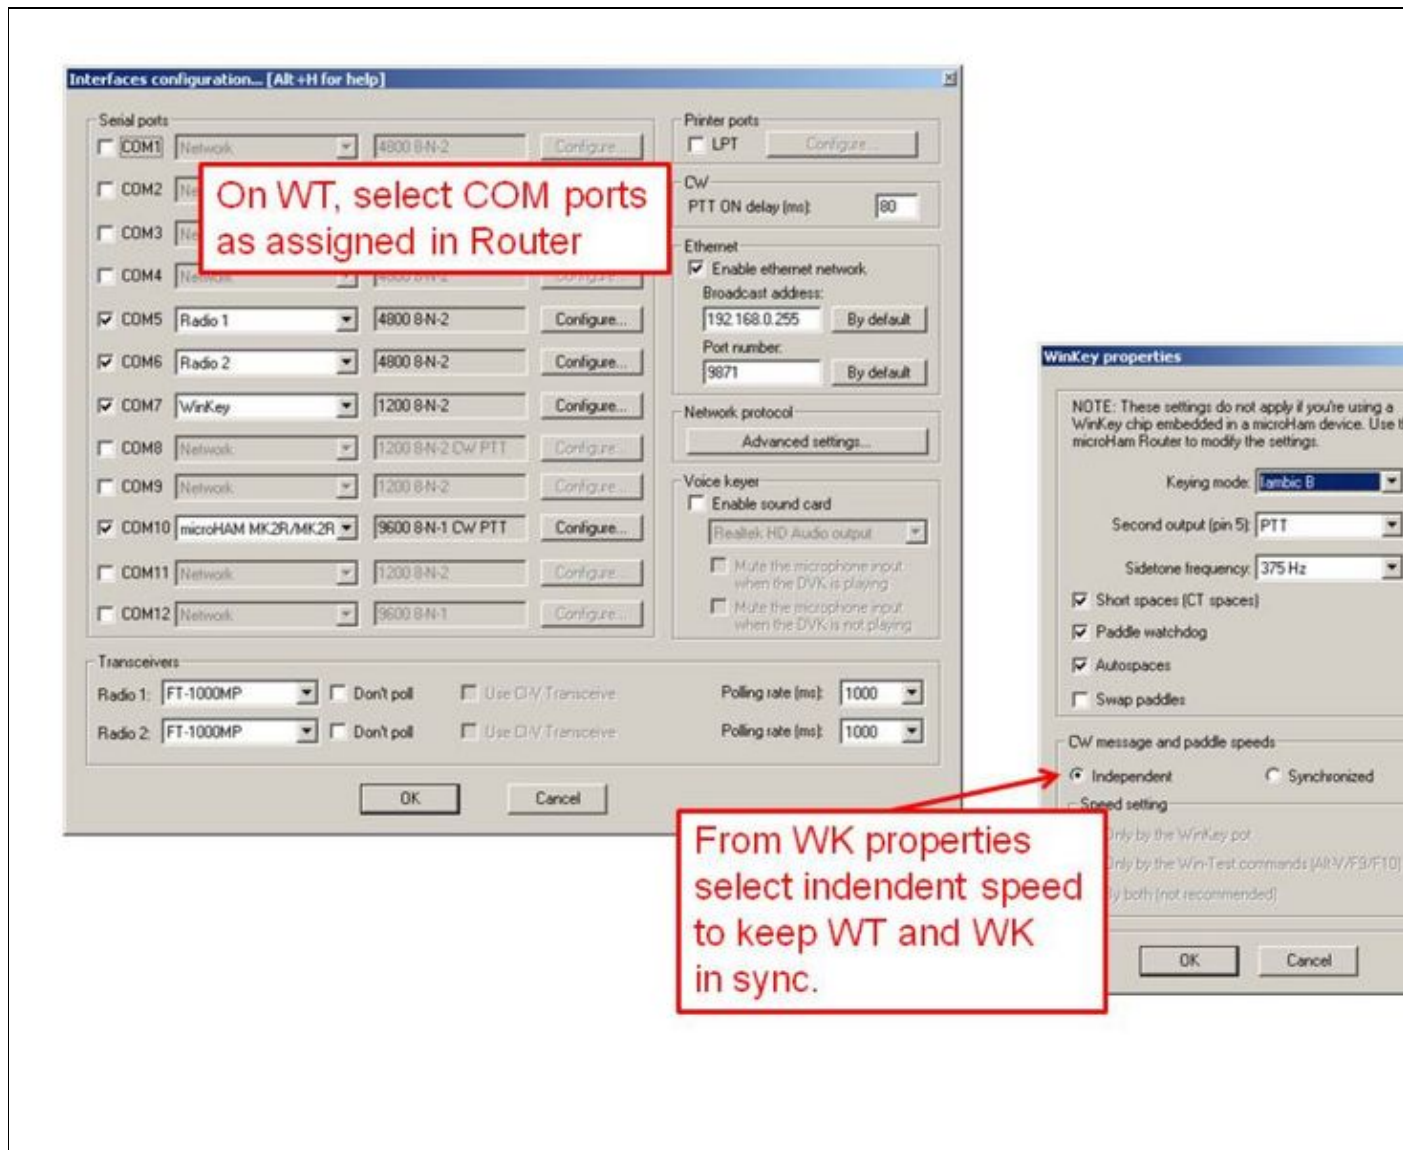 Interfaces configuration... [Alt+H for help]
Serial ports
COM1 Network 4800 8-N-2 Configure...
COM2
COM3
COM4 Network 4800 8-N-2 Configure...
COM5 Radio 1 4800 8-N-2 Configure...
COM6 Radio 2 4800 8-N-2 Configure...
COM7 WinKey 1200 8-N-2 Configure...
COM8 Network 1200 8-N-2 CW PTT Configure...
COM9 Network 1200 8-N-2 Configure...
COM10 microHAM MK2R/MK2R 9600 8-N-1 CW PTT Configure...
COM11 Network 1200 8-N-2 Configure...
COM12 Network 9600 8-N-1 Configure...
On WT, select COM ports
as assigned in Router
Printer ports
LPT Configure...
CW
PTT ON delay (ms): 80
Ethernet
Enable ethernet network
Broadcast address:
192.168.0.255 By default
Port number:
9871 By default
Network protocol
Advanced settings...
Voice keyer
Enable sound card
Realtek HD Audio output
Mute the microphone input
when the DVK is playing
Mute the microphone input
when the DVK is not playing
Transceivers
Radio 1: FT-1000MP Don't poll Use CI-V Transceive Polling rate (ms): 1000
Radio 2: FT-1000MP Don't poll Use CI-V Transceive Polling rate (ms): 1000
OK Cancel
WinKey properties
NOTE: These settings do not apply if you're using a
WinKey chip embedded in a microHam device. Use
microHam Router to modify the settings.
Keying mode: Iambic B
Second output (pin 5): PTT
Sidetone frequency: 375 Hz
Short spaces (CT spaces)
Paddle watchdog
Autospaces
Swap paddles
CW message and paddle speeds
Independent Synchronized
Speed setting
Only by the WinKey pot
Only by the Win-Test commands (Alt-V/F9/F10)
By both (not recommended)
OK Cancel
From WK properties
select indendent speed
to keep WT and WK
in sync.